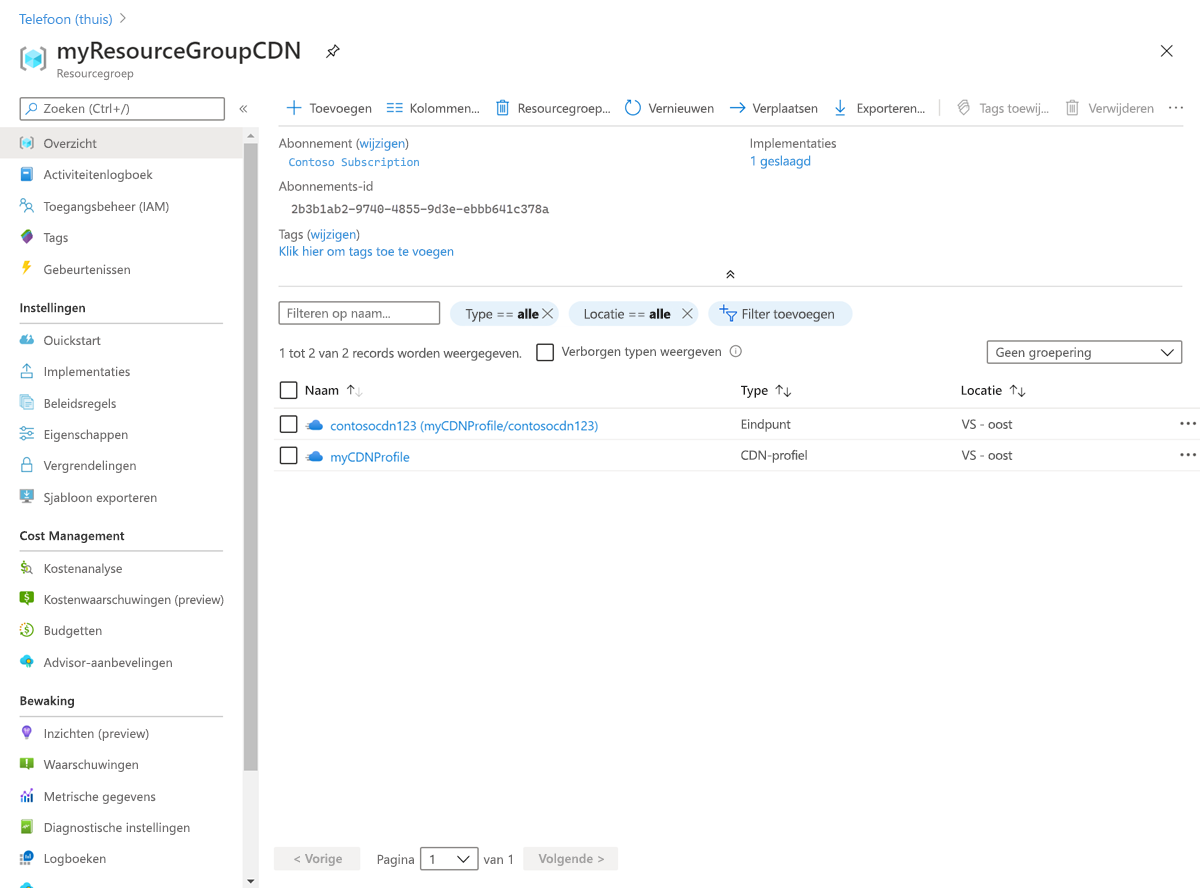 Telefoon (thuis) >
myResourceGroupCDN
Resourcegroep
Zoeken (Ctrl+/)
«
Toevoegen Kolommen... Resourcegroep... Vernieuwen Verplaatsen Exporteren... Tags toewij... Verwijderen ...
Overzicht
Activiteitenlogboek
Toegangsbeheer (IAM)
Tags
Gebeurtenissen
Instellingen
Ouickstart
Implementaties
Beleidsregels
Eigenschappen
Vergrendelingen
Sjabloon exporteren
Cost Management
Kostenanalyse
Kostenwaarschuwingen (preview)
Budgetten
Advisor-aanbevelingen
Bewaking
Inzichten (preview)
Waarschuwingen
Metrische gegevens
Diagnostische instellingen
Logboeken
Abonnement (wijzigen)
Contoso Subscription
Implementaties
1 geslaagd
Abonnements-id
2b3b1ab2-9740-4855-9d3e-ebbb641c378a
Tags (wijzigen)
Klik hier om tags toe te voegen
Filteren op naam... Type == alle Locatie == alle Filter toevoegen
1 tot 2 van 2 records worden weergegeven. Verborgen typen weergeven Geen groepering
Naam Type Locatie
contosocdn123 (myCDNProfile/contosocdn123) Eindpunt VS - oost ...
myCDNProfile CDN-profiel VS - oost ...
< Vorige Pagina 1 van 1 Volgende >